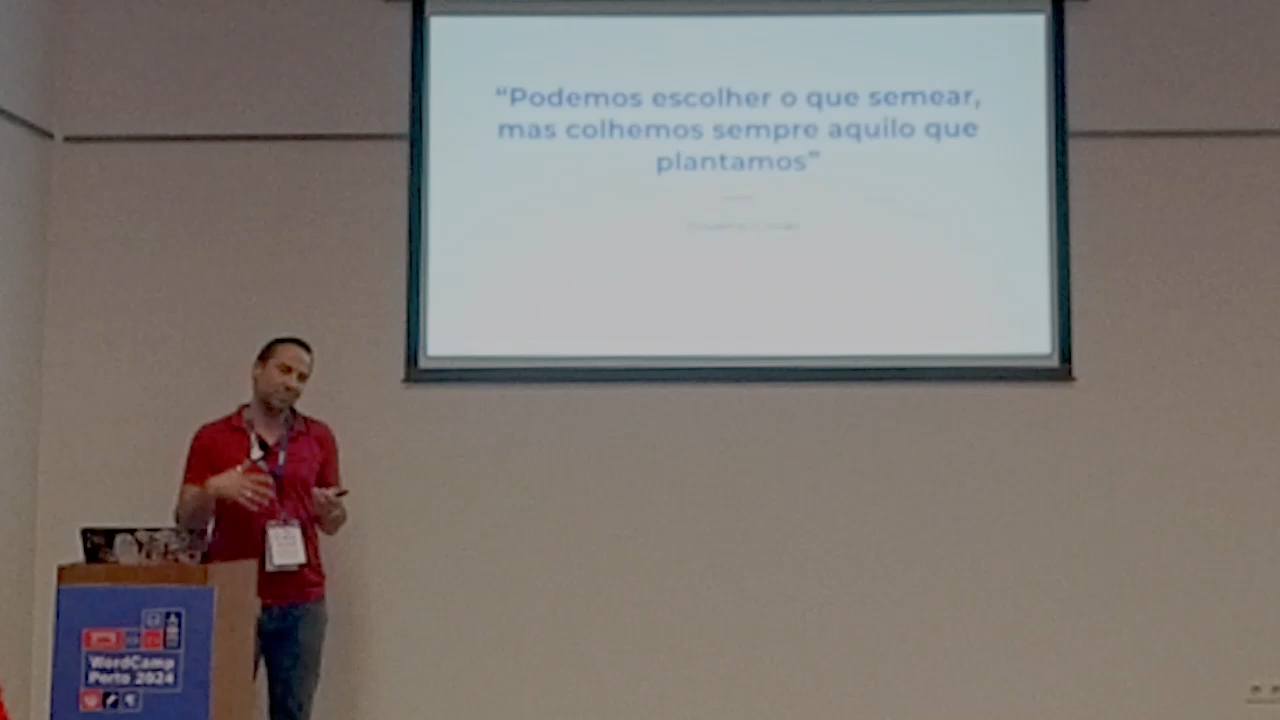 “Podemos escolher o que semear,
mas colhemos sempre aquilo que
plantamos”
WordCamp
Porto 2024